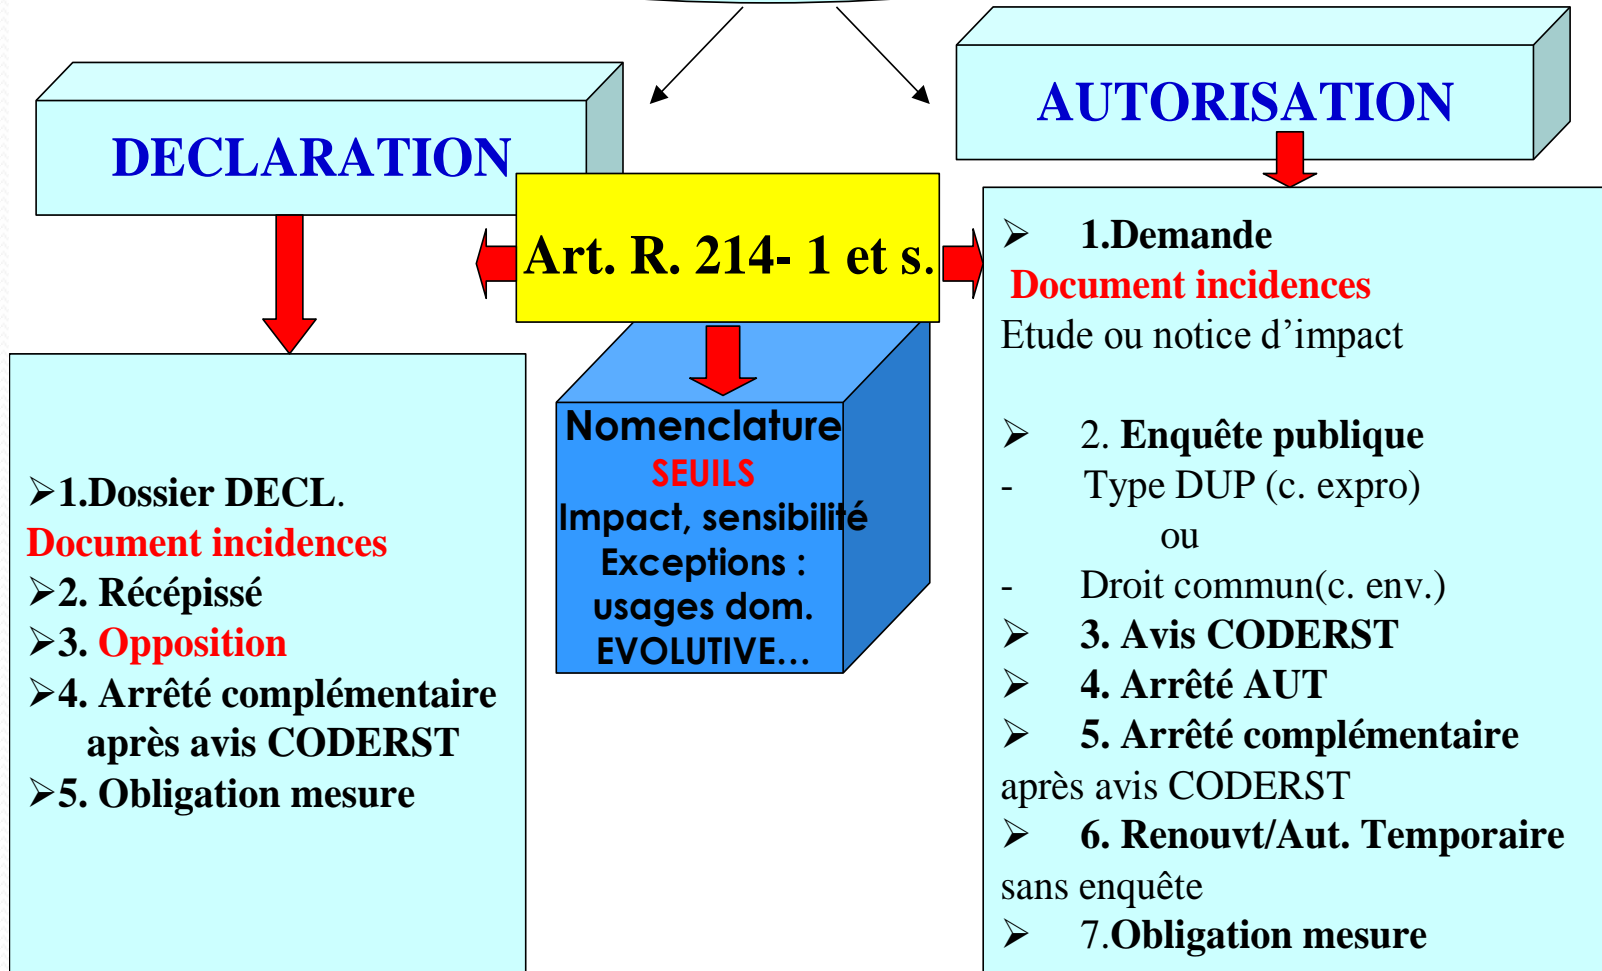 DECLARATION
AUTORISATION
Art. R. 214- 1 et s.
➢1.Dossier DECL.
Document incidences
➢2. Récépissé
➢3. Opposition
➢4. Arrêté complémentaire
après avis CODERST
➢5. Obligation mesure
Nomenclature
SEUILS
Impact, sensibilité
Exceptions :
usages dom.
EVOLUTIVE…
➢ 1.Demande
Document incidences
Etude ou notice d’impact
➢ 2. Enquête publique
- Type DUP (c. expro)
ou
- Droit commun(c. env.)
➢ 3. Avis CODERST
➢ 4. Arrêté AUT
➢ 5. Arrêté complémentaire
après avis CODERST
➢ 6. Renouvt/Aut. Temporaire
sans enquête
➢ 7.Obligation mesure